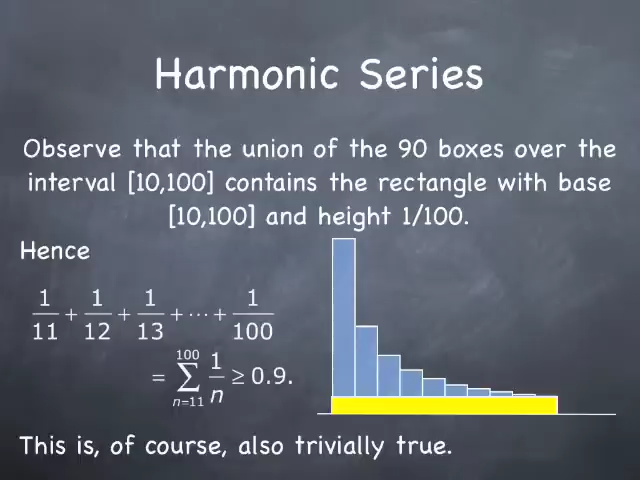 Harmonic Series
Observe that the union of the 90 boxes over the
interval [10,100] contains the rectangle with base
[10,100] and height 1/100.
Hence
1/11 + 1/12 + 1/13 + ⋯ + 1/100
= ∑_{n=11}^{100} 1/n ≥ 0.9.
This is, of course, also trivially true.